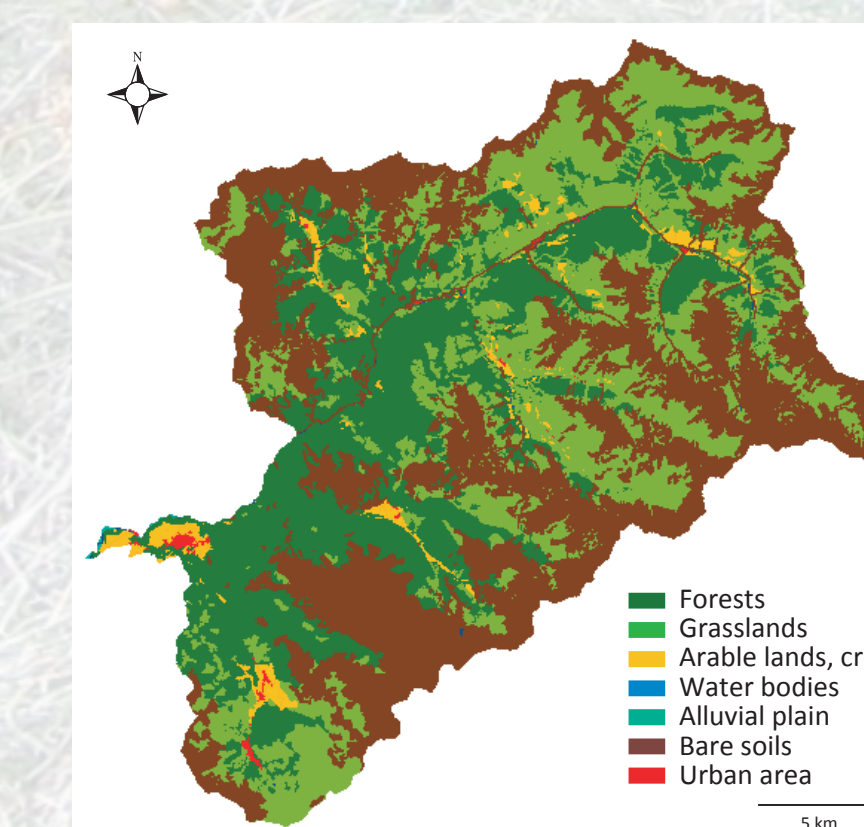 N
Forests
Grasslands
Arable lands, cr
Water bodies
Alluvial plain
Bare soils
Urban area
5 km